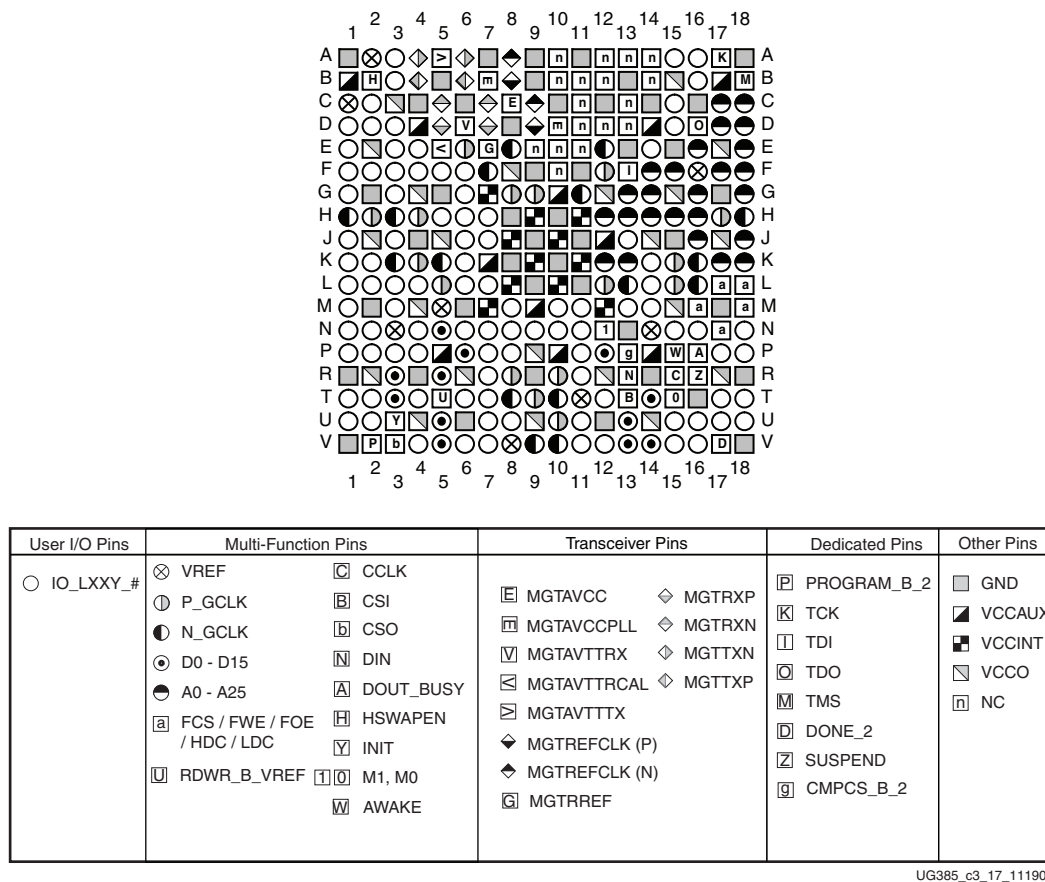 2 4 6 8 10 12 14 16 18
1 3 5 7 9 11 13 15 17
A > n n n n K A
B H E n n n n M B
C E n n C
D V E n n n O D
E < G n n n E
F n I F
G G
H H
J J
K K
L a a L
M a a M
N 1 a N
P g W A P
R N C Z R
T U B 0 T
U Y U
V P b D V
2 4 6 8 10 12 14 16 18
1 3 5 7 9 11 13 15 17
User I/O Pins
IO_LXXY_#
Multi-Function Pins
VREF
P_GCLK
N_GCLK
D0 - D15
A0 - A25
a FCS / FWE / FOE
/ HDC / LDC
U RDWR_B_VREF
C CCLK
B CSI
b CSO
N DIN
A DOUT_BUSY
H HSWAPEN
Y INIT
1 0 M1, M0
W AWAKE
Transceiver Pins
E MGTAVCC
E MGTAVCCPLL
V MGTAVTTRX
< MGTAVTTRCAL
> MGTAVTTTX
MGTREFCLK (P)
MGTREFCLK (N)
G MGTRREF
MGTRXP
MGTRXN
MGTTXN
MGTTXP
Dedicated Pins
P PROGRAM_B_2
K TCK
I TDI
O TDO
M TMS
D DONE_2
Z SUSPEND
g CMPCS_B_2
Other Pins
GND
VCCAUX
VCCINT
VCCO
n NC
UG385_c3_17_11190